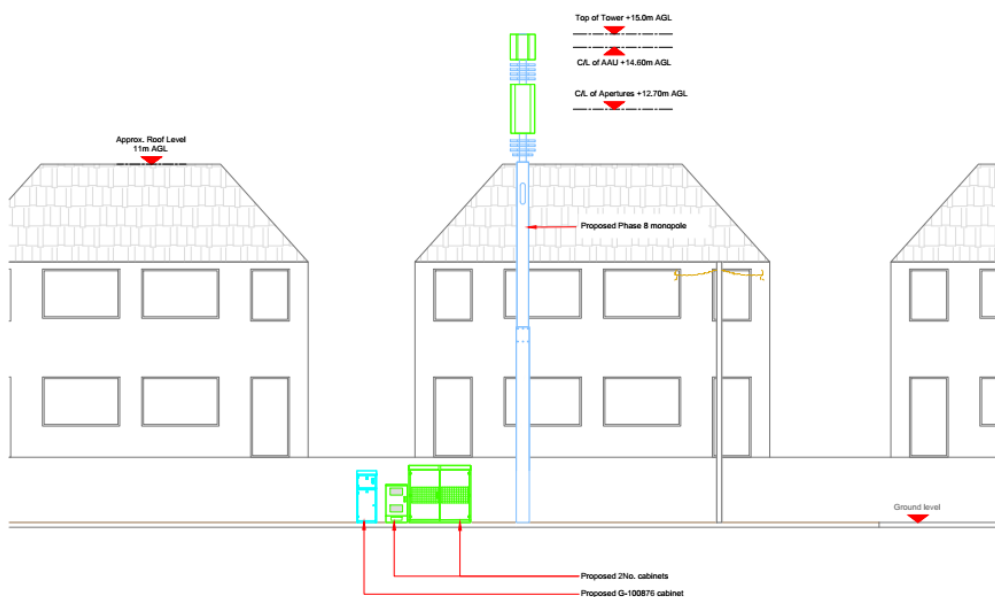 Top of Tower +15.0m AGL
C/L of AAU +14.60m AGL
C/L of Apertures +12.70m AGL
Approx. Roof Level
11m AGL
Proposed Phase 8 monopole
Ground level
Proposed 2No. cabinets
Proposed G-100876 cabinet